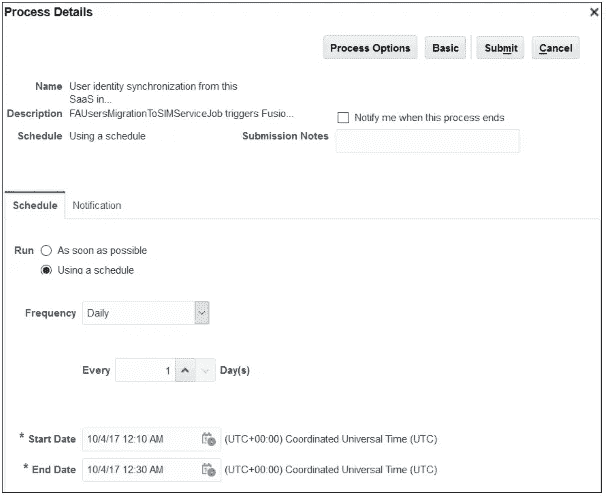 Process Details
Process Options Basic Submit Cancel
Name User identity synchronization from this
SaaS in...
Description FAUsersMigrationToSIMServiceJob triggers Fusio... Notify me when this process ends
Schedule Using a schedule Submission Notes
Schedule Notification
Run As soon as possible
Using a schedule
Frequency Daily
Every 1 Day(s)
* Start Date 10/4/17 12:10 AM (UTC+00:00) Coordinated Universal Time (UTC)
* End Date 10/4/17 12:30 AM (UTC+00:00) Coordinated Universal Time (UTC)